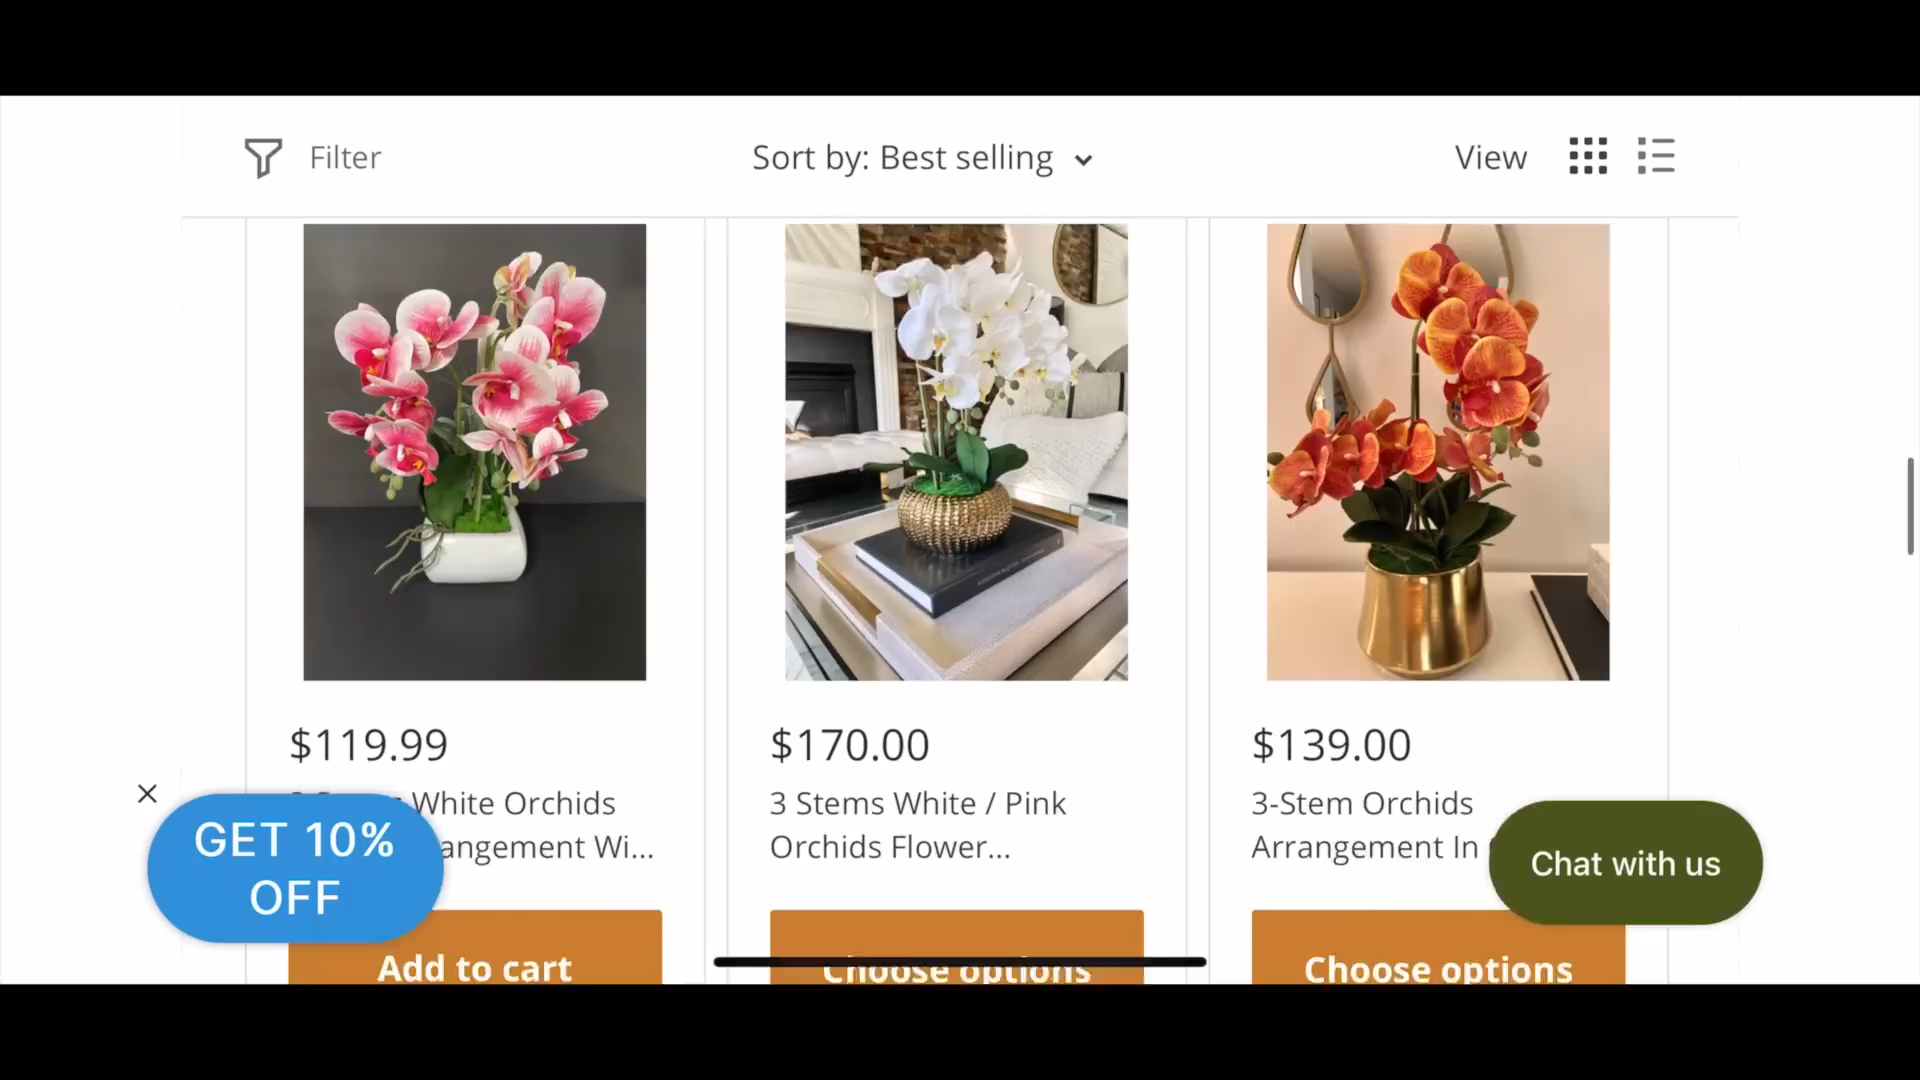 Filter
Sort by: Best selling
View
$119.99
$170.00
$139.00
White Orchids
3 Stems White / Pink
3-Stem Orchids
angement Wi...
Orchids Flower...
Arrangement In
GET 10%
OFF
Chat with us
Add to cart
Choose options
Choose options